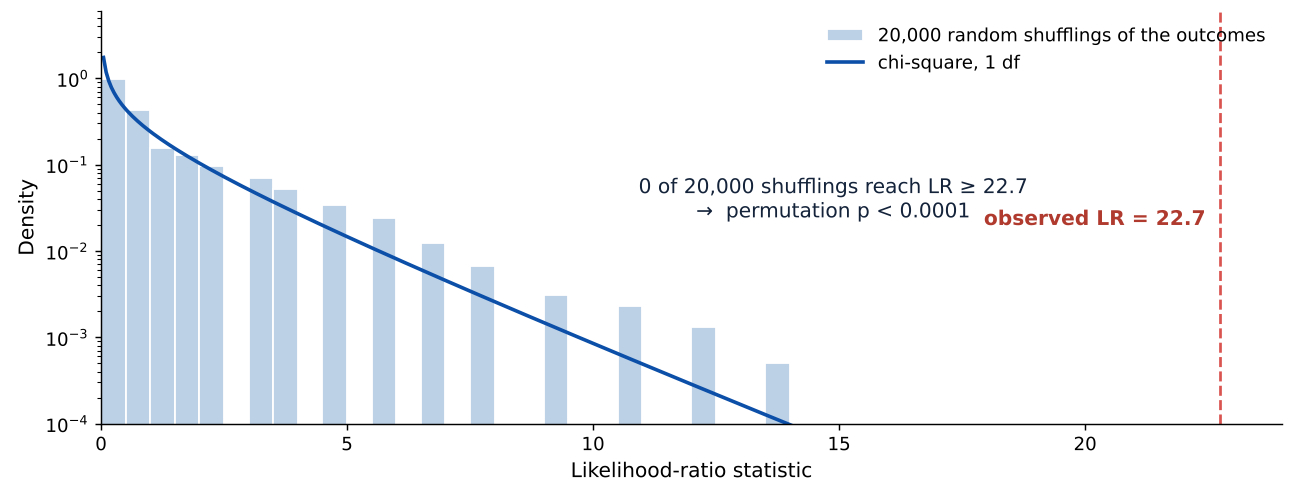 20,000 random shufflings of the outcomes
chi-square, 1 df
10⁰
10⁻¹
10⁻²
10⁻³
10⁻⁴
Density
0 of 20,000 shufflings reach LR ≥ 22.7
→ permutation p < 0.0001
observed LR = 22.7
0 5 10 15 20
Likelihood-ratio statistic